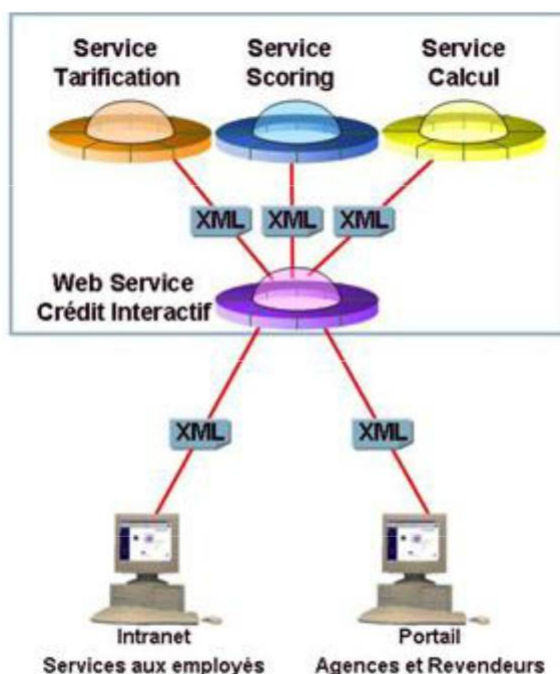 Service
Tarification
Service
Scoring
Service
Calcul
XML
XML
XML
Web Service
Crédit Interactif
XML
XML
Intranet
Services aux employés
Portail
Agences et Revendeurs